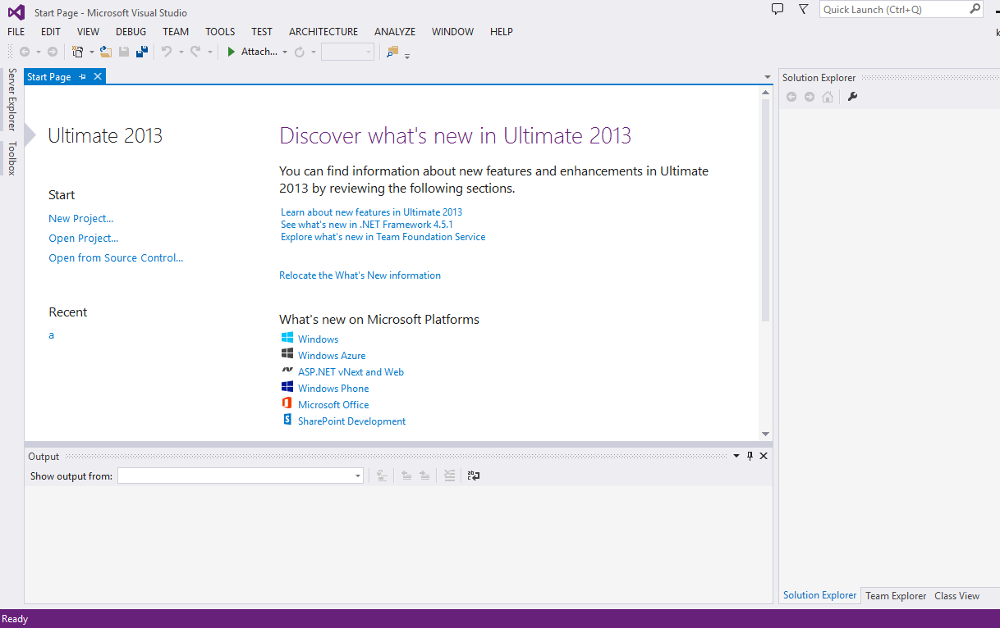 Start Page - Microsoft Visual Studio
Quick Launch (Ctrl+Q)
FILE EDIT VIEW DEBUG TEAM TOOLS TEST ARCHITECTURE ANALYZE WINDOW HELP
k
Attach...
Server Explorer
Toolbox
Start Page
Ultimate 2013
Start
New Project...
Open Project...
Open from Source Control...
Recent
a
Discover what's new in Ultimate 2013
You can find information about new features and enhancements in Ultimate
2013 by reviewing the following sections.
Learn about new features in Ultimate 2013
See what's new in .NET Framework 4.5.1
Explore what's new in Team Foundation Service
Relocate the What's New information
What's new on Microsoft Platforms
Windows
Windows Azure
ASP.NET vNext and Web
Windows Phone
Microsoft Office
SharePoint Development
Output
Show output from:
Solution Explorer
Solution Explorer Team Explorer Class View
Ready